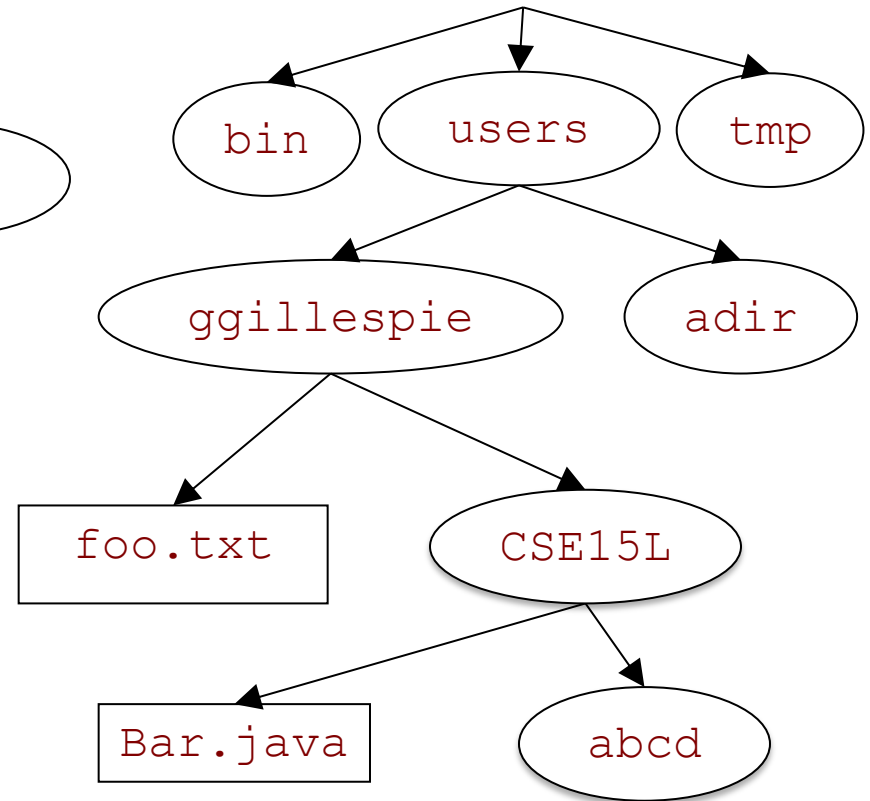 bin
users
tmp
ggillespie
adir
foo.txt
CSE15L
Bar.java
abcd